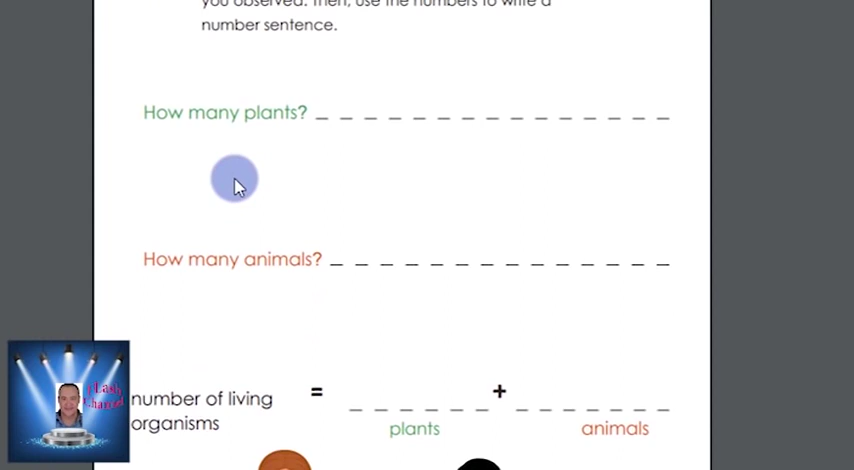 you observed. Then, use the numbers to write a
number sentence.
How many plants? _ _ _ _ _ _ _ _ _ _ _ _ _ _ _
How many animals? _ _ _ _ _ _ _ _ _ _ _ _ _ _
number of living = _ _ _ _ _ _ + _ _ _ _ _ _ _
organisms plants animals